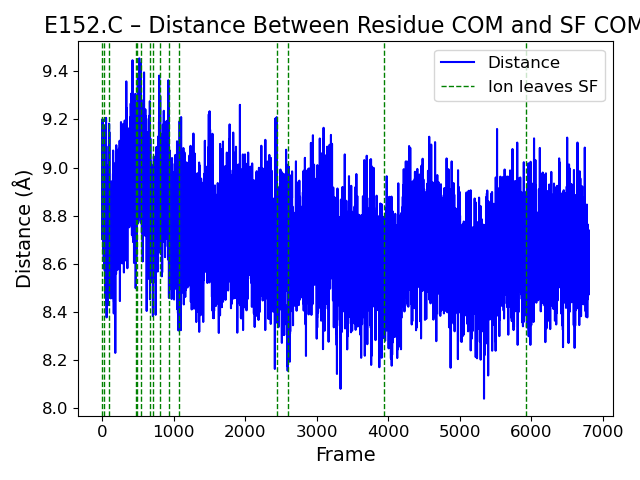 E152.C – Distance Between Residue COM and SF COM
Distance (Å)
9.4
9.2
9.0
8.8
8.6
8.4
8.2
8.0
Distance
Ion leaves SF
0 1000 2000 3000 4000 5000 6000 7000
Frame